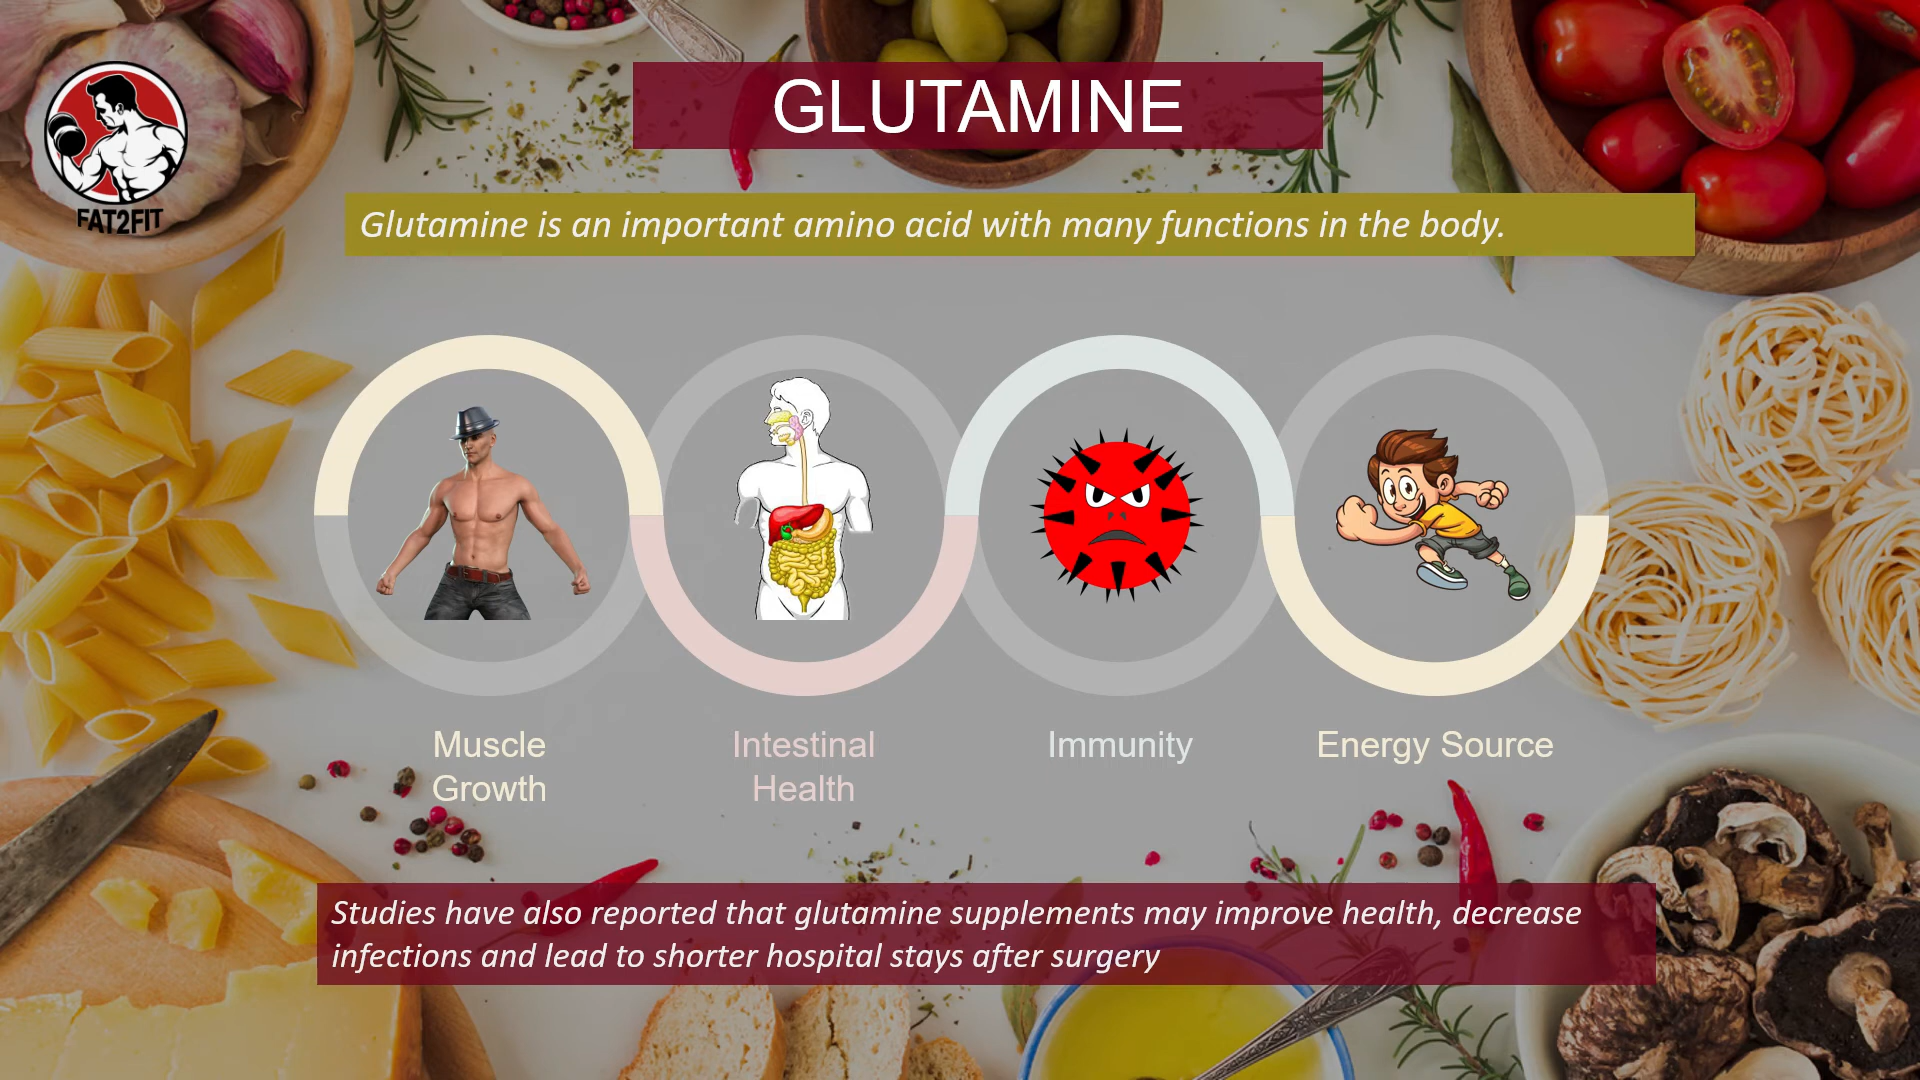 FAT2FIT
GLUTAMINE
Glutamine is an important amino acid with many functions in the body.
Muscle
Growth
Intestinal
Health
Immunity
Energy Source
Studies have also reported that glutamine supplements may improve health, decrease
infections and lead to shorter hospital stays after surgery